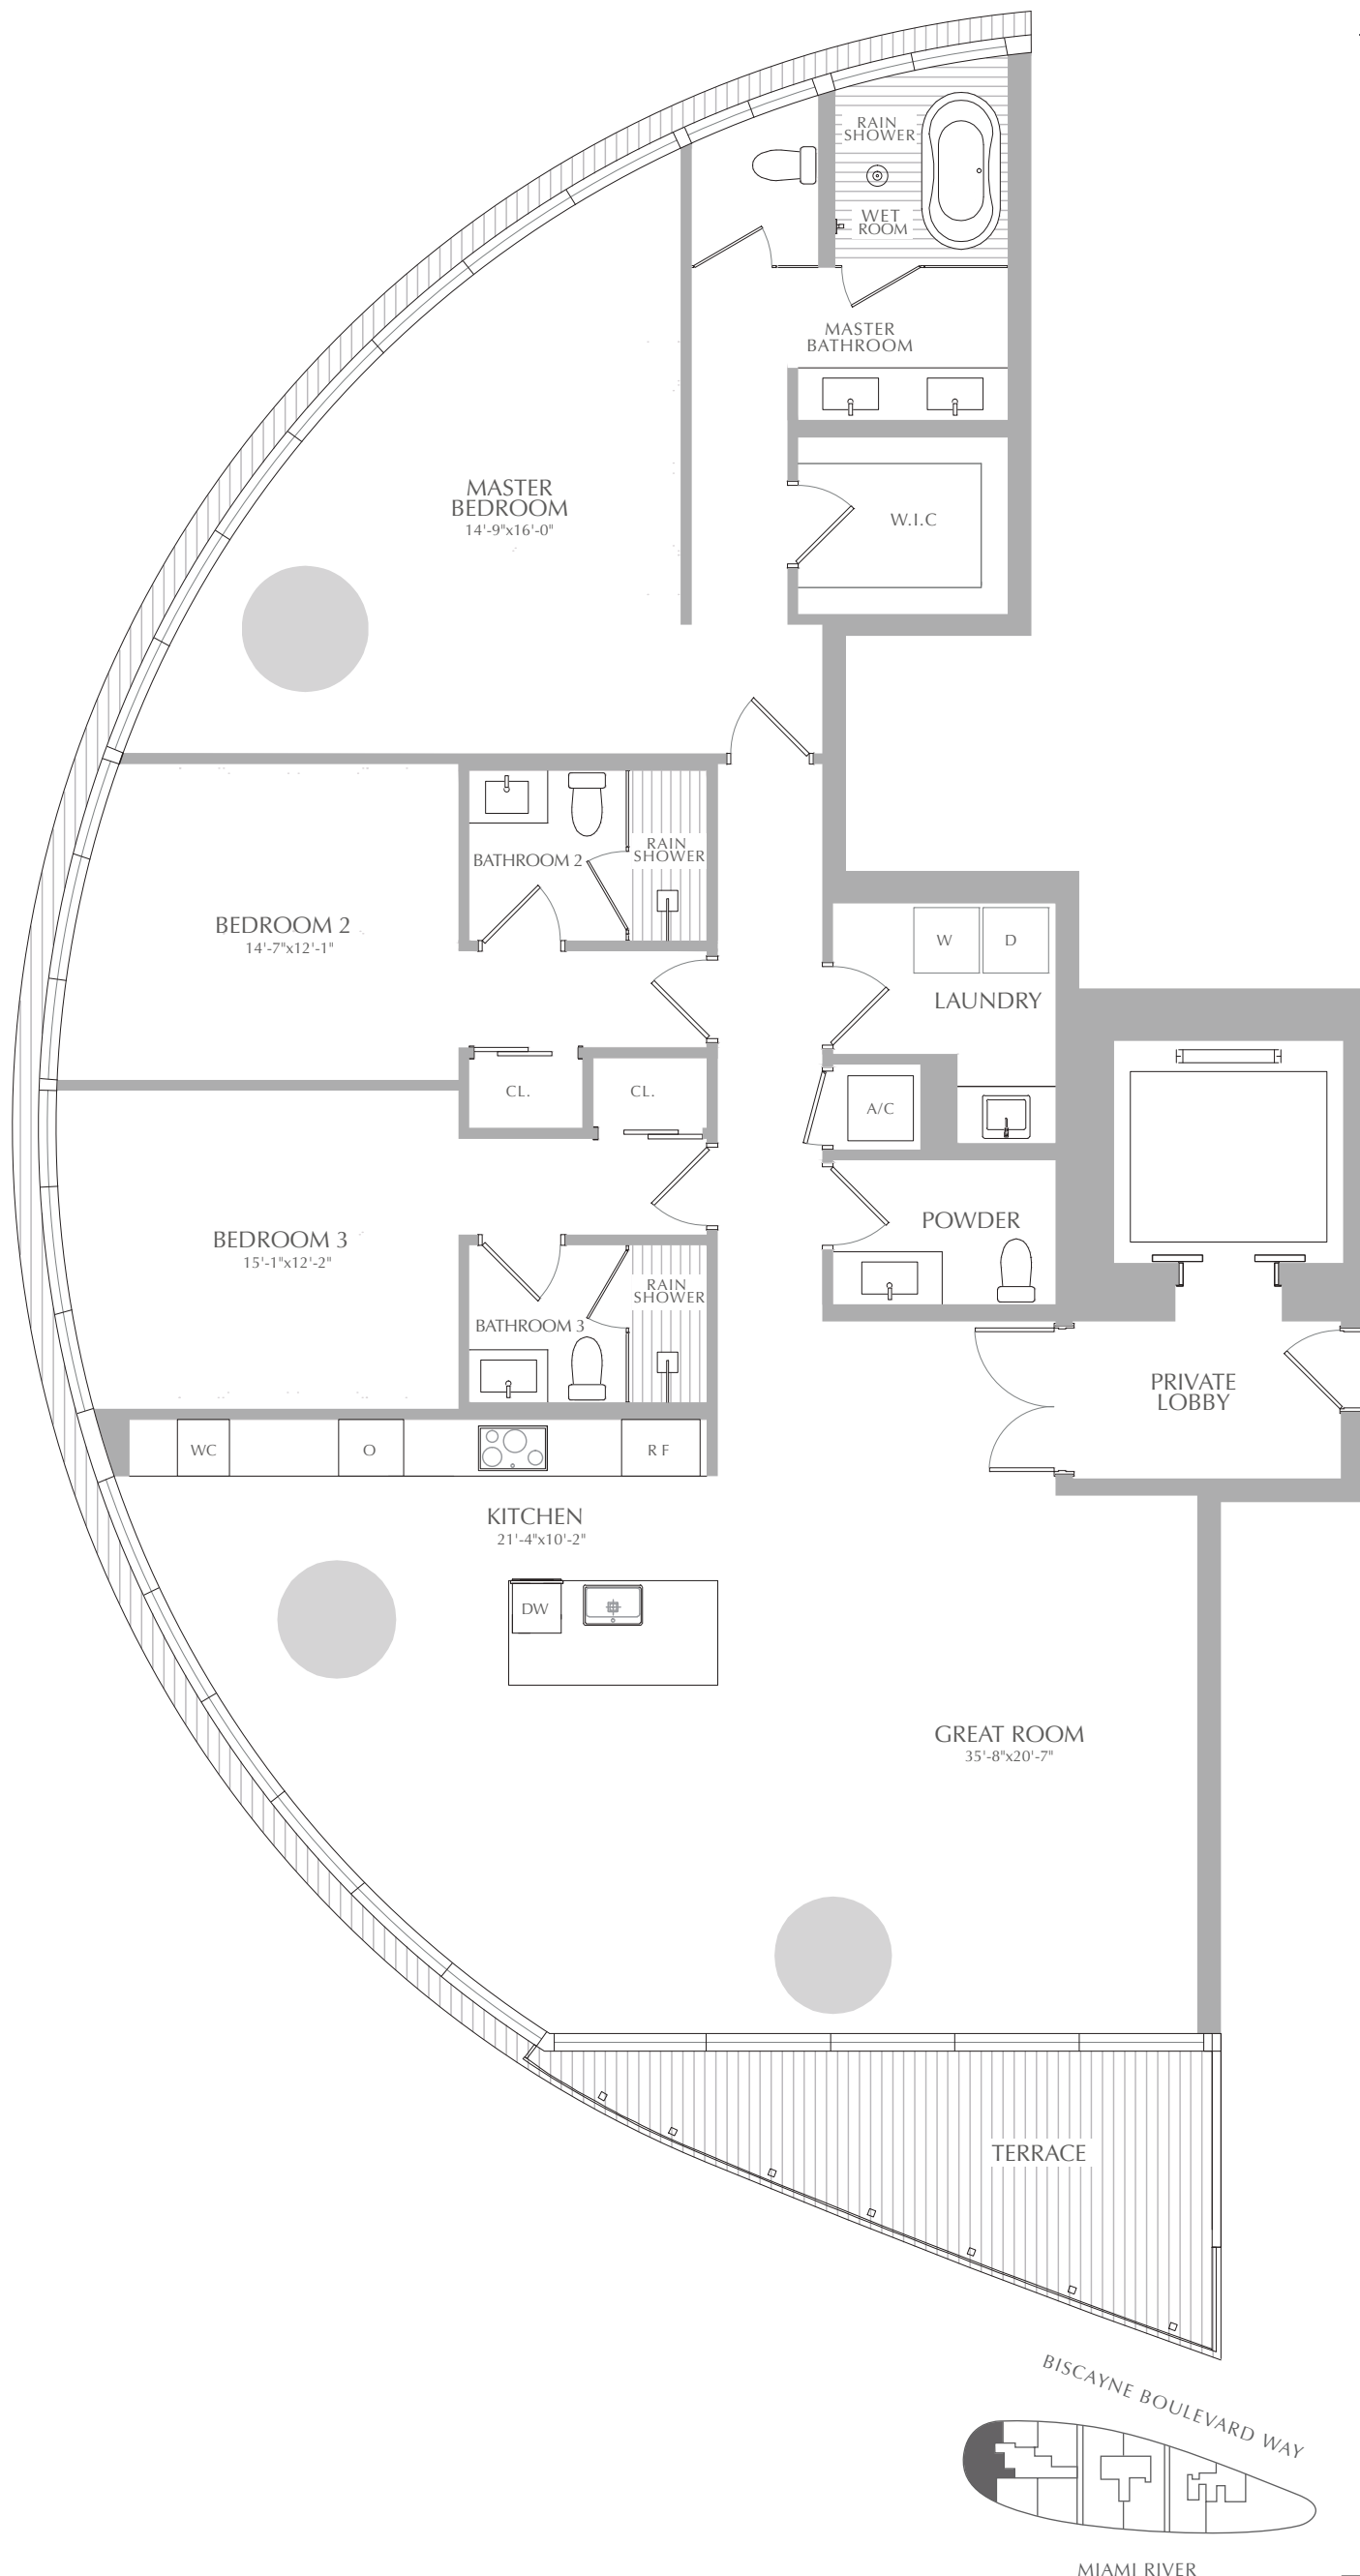 RAIN
SHOWER
WET
ROOM
MASTER
BATHROOM
MASTER
BEDROOM
14'-9"x16'-0"
W.I.C
BATHROOM 2
RAIN
SHOWER
BEDROOM 2
14'-7"x12'-1"
W
D
LAUNDRY
CL.
CL.
A/C
POWDER
BEDROOM 3
15'-1"x12'-2"
RAIN
SHOWER
BATHROOM 3
PRIVATE
LOBBY
WC
O
R F
KITCHEN
21'-4"x10'-2"
DW
GREAT ROOM
35'-8"x20'-7"
TERRACE
BISCAYNE BOULEVARD WAY
MIAMI RIVER